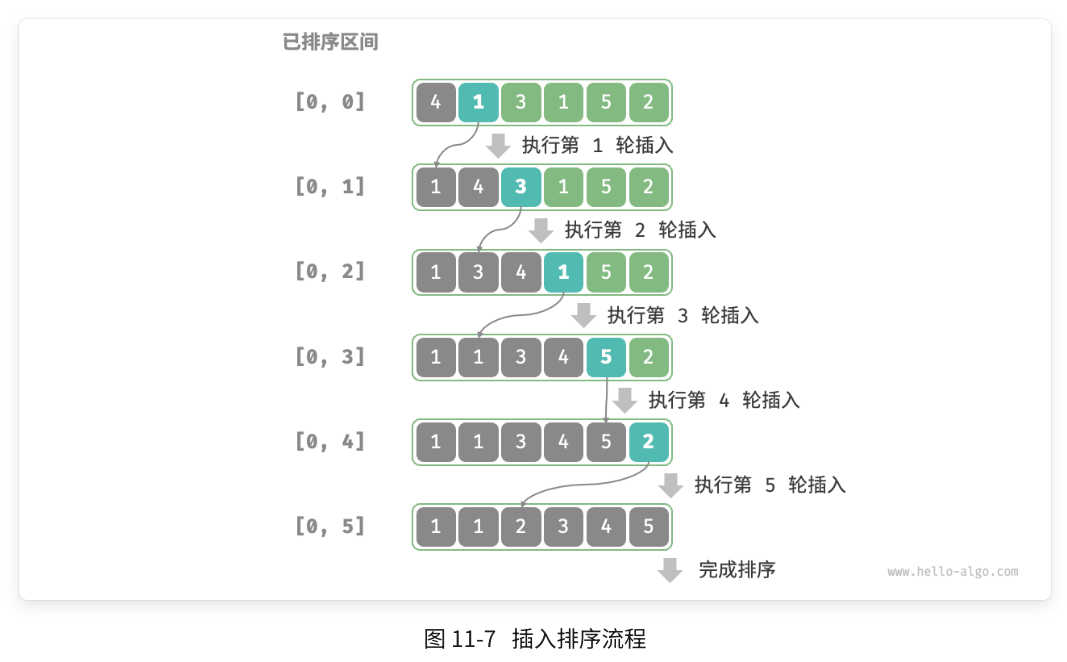 已排序区间
[0, 0] 4 1 3 1 5 2
执行第 1 轮插入
[0, 1] 1 4 3 1 5 2
执行第 2 轮插入
[0, 2] 1 3 4 1 5 2
执行第 3 轮插入
[0, 3] 1 1 3 4 5 2
执行第 4 轮插入
[0, 4] 1 1 3 4 5 2
执行第 5 轮插入
[0, 5] 1 1 2 3 4 5
完成排序
www.hello-algo.com
图 11-7 插入排序流程